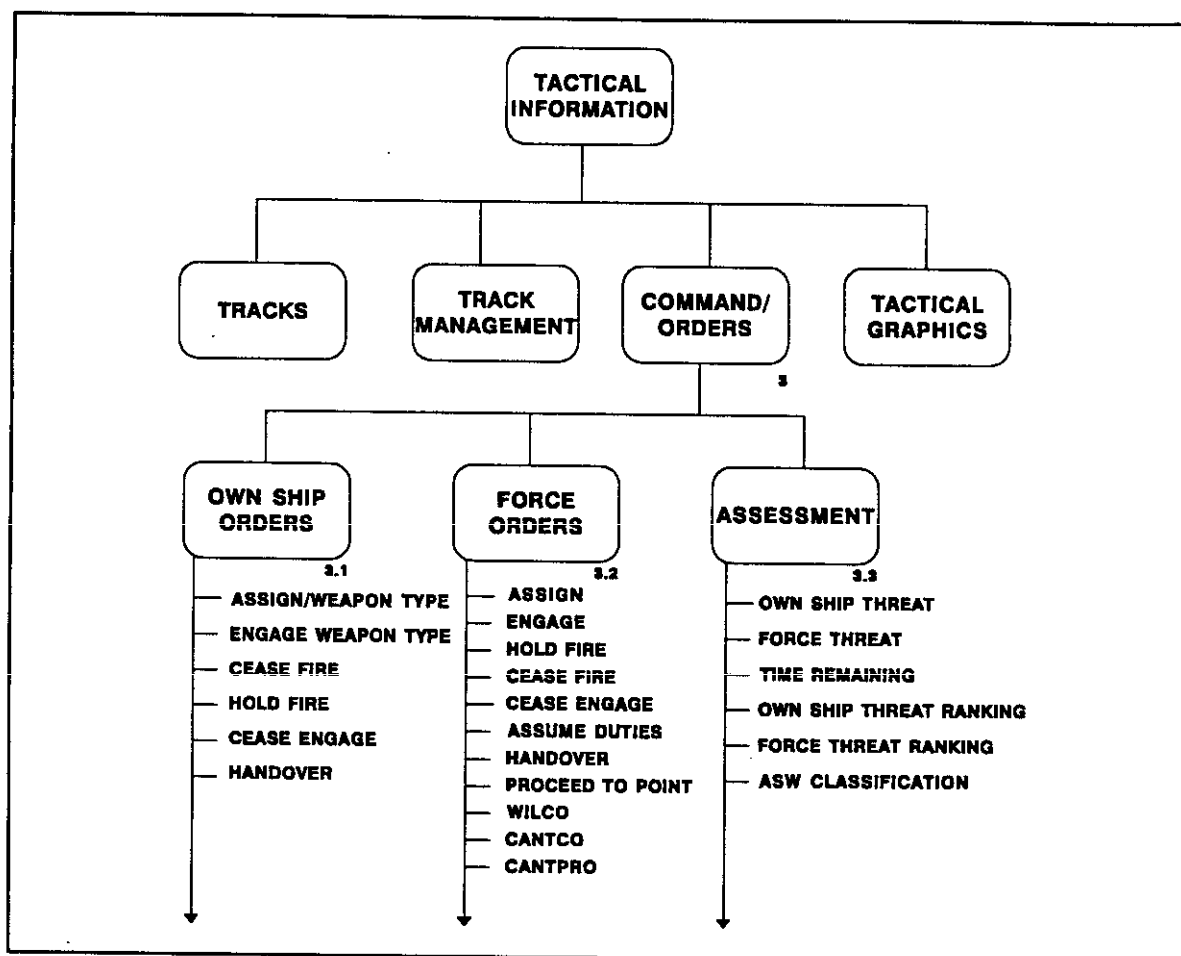 TACTICAL
INFORMATION
TRACKS
TRACK
MANAGEMENT
COMMAND/
ORDERS
TACTICAL
GRAPHICS
3
OWN SHIP
ORDERS
3.1
ASSIGN/WEAPON TYPE
ENGAGE WEAPON TYPE
CEASE FIRE
HOLD FIRE
CEASE ENGAGE
HANDOVER
FORCE
ORDERS
3.2
ASSIGN
ENGAGE
HOLD FIRE
CEASE FIRE
CEASE ENGAGE
ASSUME DUTIES
HANDOVER
PROCEED TO POINT
WILCO
CANTCO
CANTPRO
ASSESSMENT
3.3
OWN SHIP THREAT
FORCE THREAT
TIME REMAINING
OWN SHIP THREAT RANKING
FORCE THREAT RANKING
ASW CLASSIFICATION